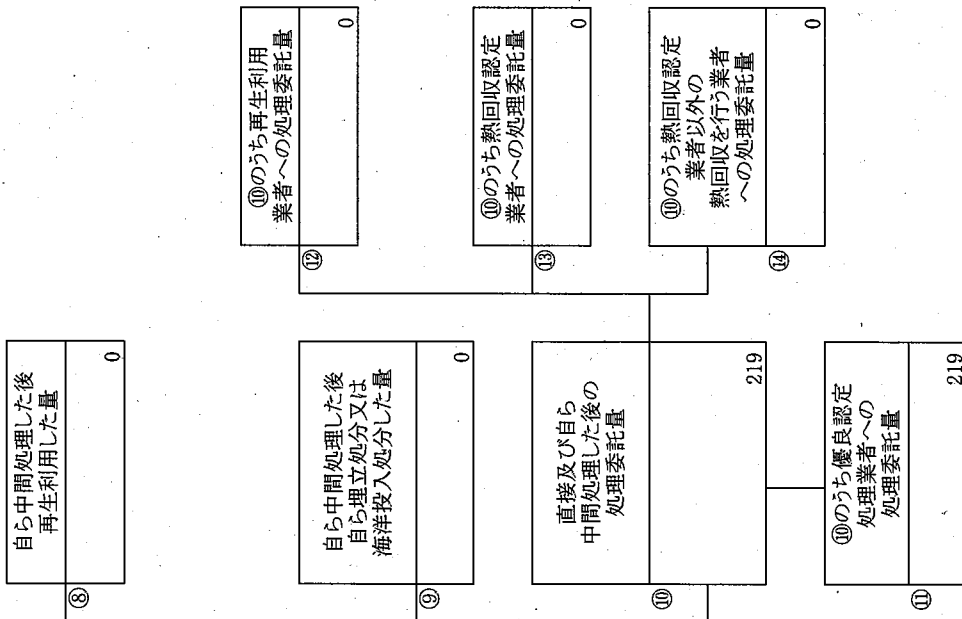 ⑧
自ら中間処理した後
再生利用した量
0
⑨
自ら中間処理した後
自ら埋立処分又は
海洋投入処分した量
0
⑩
直接及び自ら
中間処理した後の
処理委託量
219
⑪
⑩のうち優良認定
処理業者への
処理委託量
219
⑫
⑩のうち再生利用
業者への処理委託量
0
⑬
⑩のうち熱回収認定
業者への処理委託量
0
⑭
⑩のうち熱回収認定
業者以外の
熱回収を行う業者
への処理委託量
0